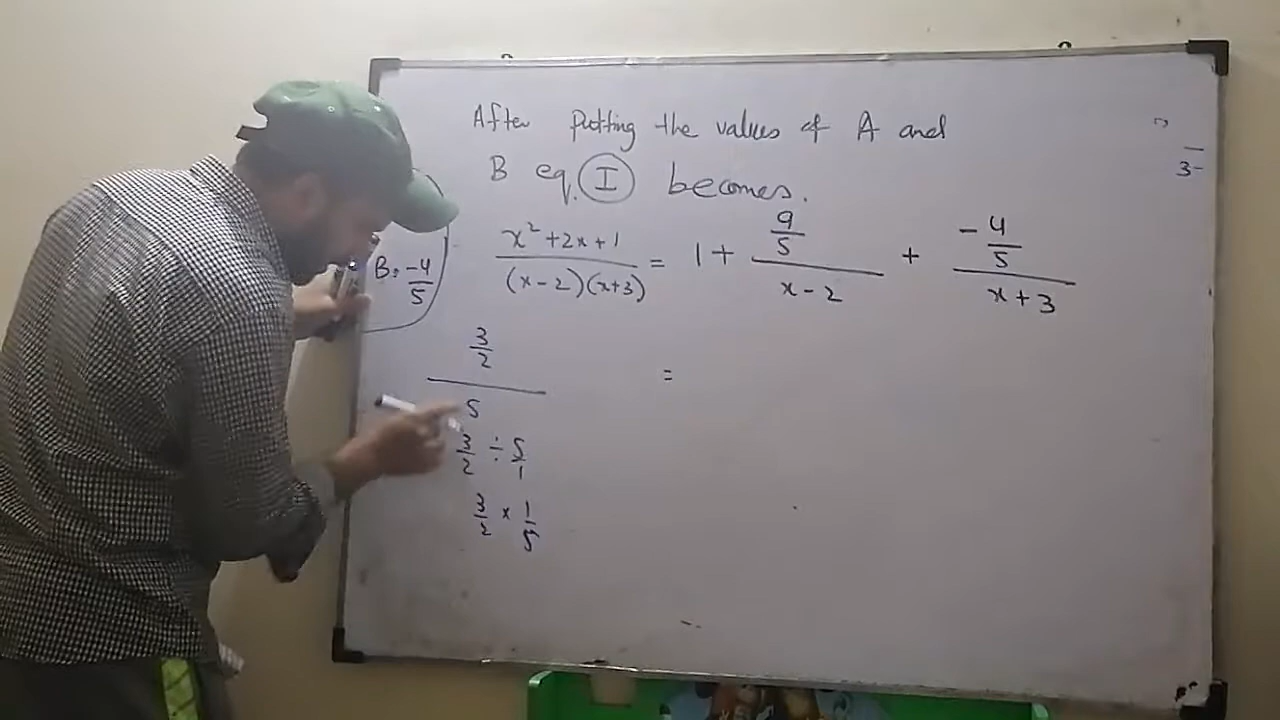 After putting the values of A and
B eq. (I) becomes.
B = -4/5
(x² + 2x + 1)/((x - 2)(x + 3)) = 1 + (9/5)/(x - 2) + (-4/5)/(x + 3)
(3/2)/5 =
3/2 ÷ 5/1
3/2 × 1/5